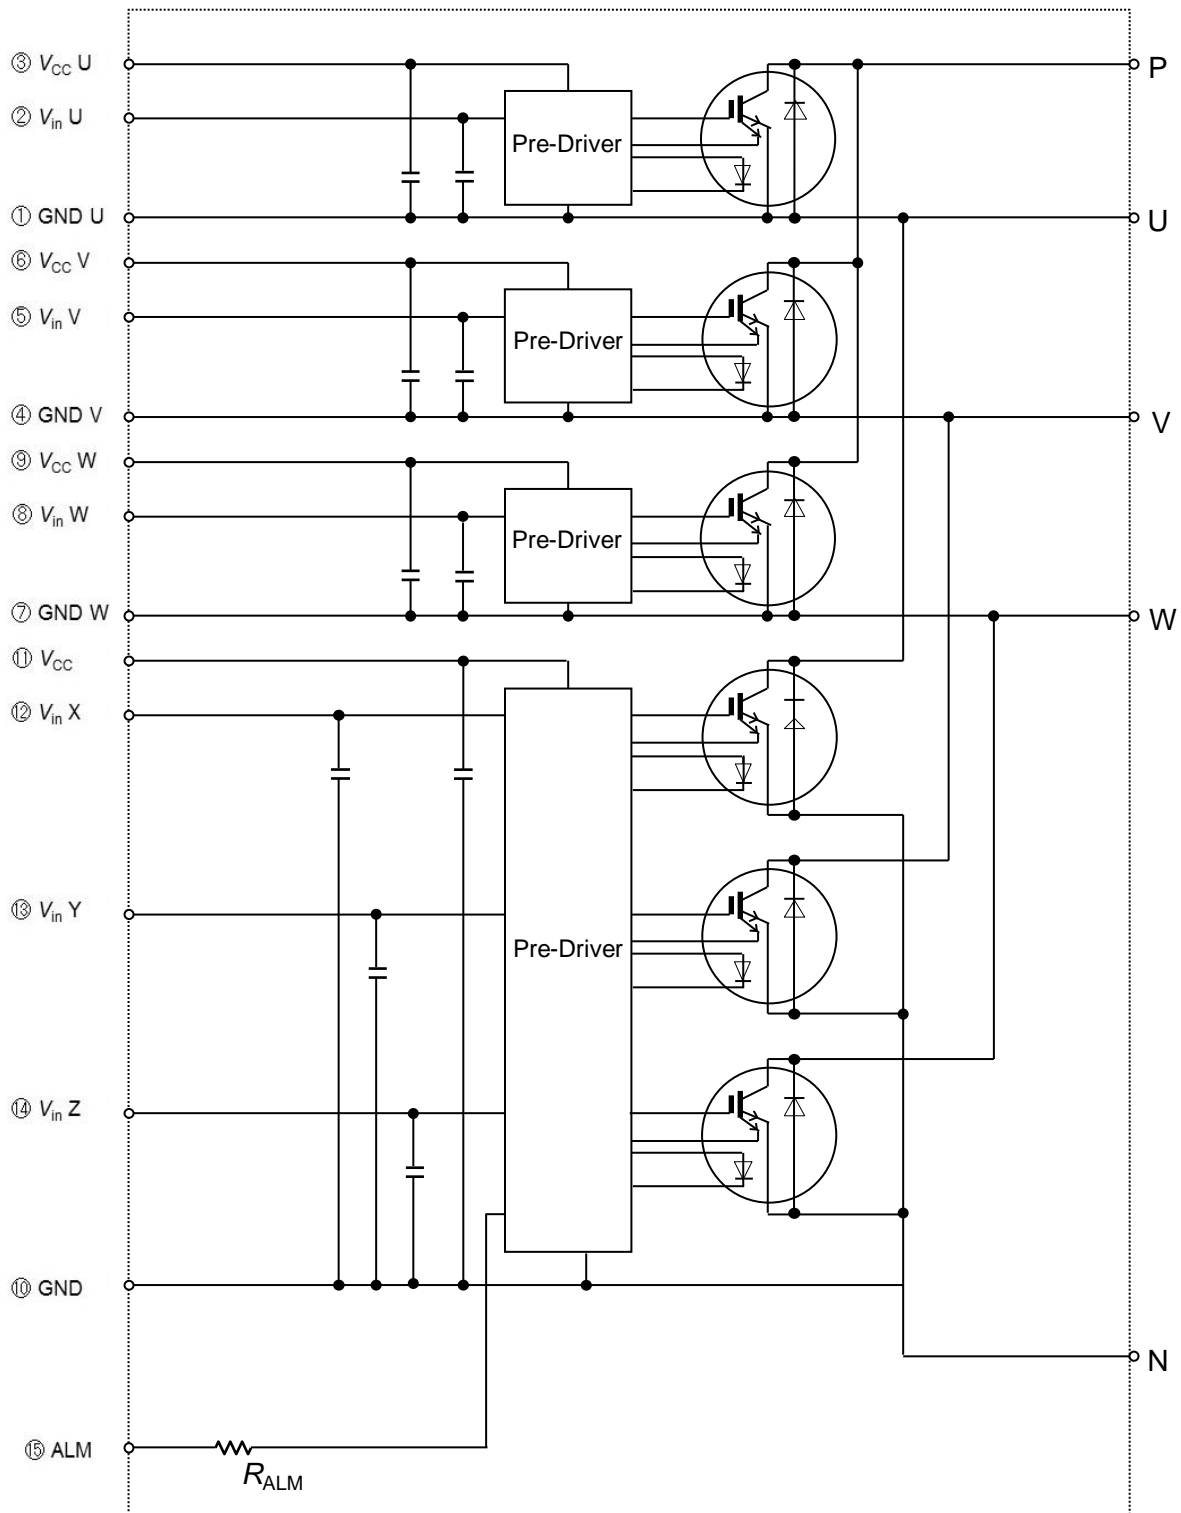 ③ VCC U
P
② Vin U
Pre-Driver
① GND U
U
⑥ VCC V
⑤ Vin V
Pre-Driver
④ GND V
V
⑨ VCC W
⑧ Vin W
Pre-Driver
⑦ GND W
W
⑪ VCC
⑫ Vin X
⑬ Vin Y
Pre-Driver
⑭ Vin Z
⑩ GND
N
⑮ ALM
RALM